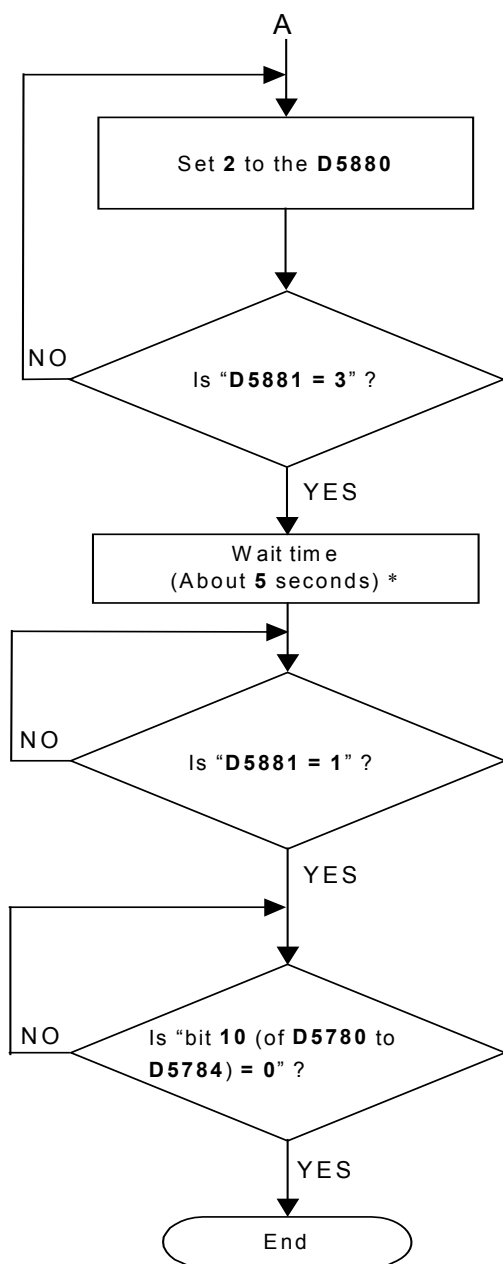 A
Set 2 to the D5880
NO
Is “D5881 = 3” ?
YES
Wait time
(About 5 seconds) *
NO
Is “D5881 = 1” ?
YES
NO
Is “bit 10 (of D5780 to
D5784) = 0” ?
YES
End